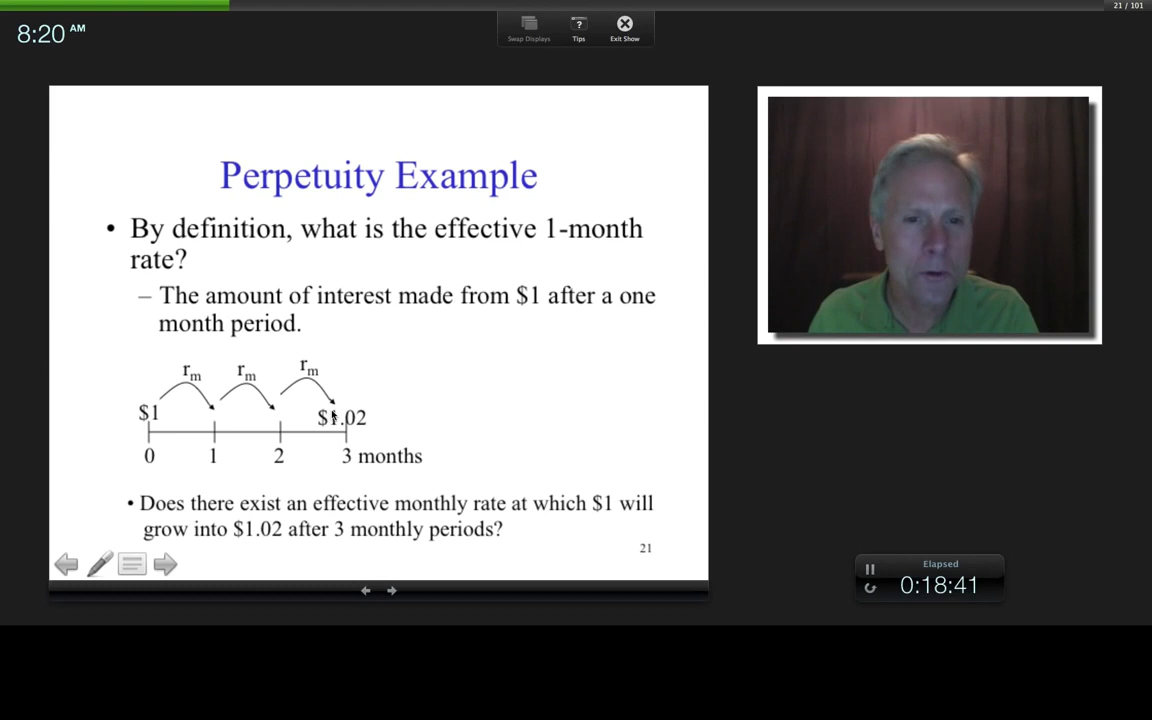 21 / 101
8:20 AM
Swap Displays
?
Tips
Exit Show
Perpetuity Example
• By definition, what is the effective 1-month
rate?
– The amount of interest made from $1 after a one
month period.
rm rm rm
$1 $1.02
0 1 2 3 months
• Does there exist an effective monthly rate at which $1 will
grow into $1.02 after 3 monthly periods?
21
Elapsed
0:18:41